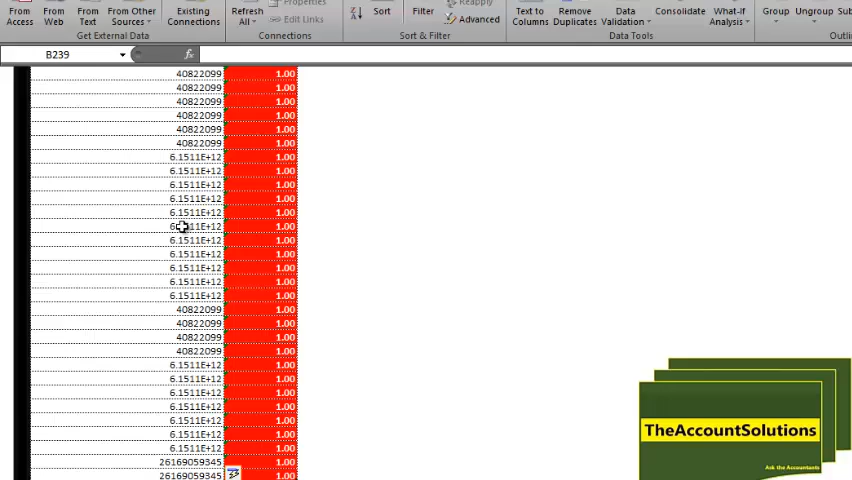 From Access
From Web
From Text
From Other Sources
Existing Connections
Refresh All
Properties
Edit Links
Sort
Filter
Reapply
Advanced
Text to Columns
Remove Duplicates
Data Validation
Consolidate
What-If Analysis
Group
Ungroup
Get External Data
Connections
Sort & Filter
Data Tools
B239
fx
40822099 1.00
40822099 1.00
40822099 1.00
40822099 1.00
40822099 1.00
40822099 1.00
6.1511E+12 1.00
6.1511E+12 1.00
6.1511E+12 1.00
6.1511E+12 1.00
6.1511E+12 1.00
1.00
6.1511E+12 1.00
6.1511E+12 1.00
6.1511E+12 1.00
6.1511E+12 1.00
6.1511E+12 1.00
40822099 1.00
40822099 1.00
40822099 1.00
40822099 1.00
6.1511E+12 1.00
6.1511E+12 1.00
6.1511E+12 1.00
6.1511E+12 1.00
6.1511E+12 1.00
6.1511E+12 1.00
6.1511E+12 1.00
26169059345 1.00
26169059345 1.00
TheAccountSolutions
Ask the Accountants